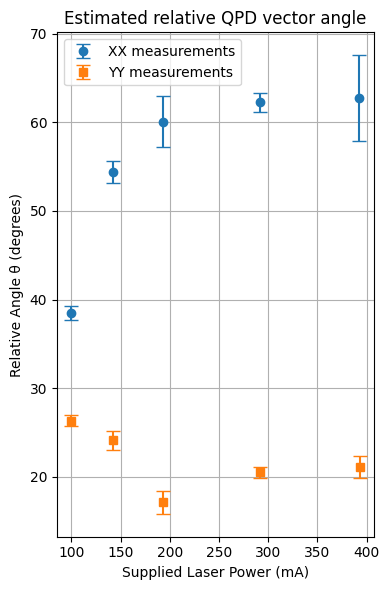 Estimated relative QPD vector angle
XX measurements
YY measurements
70
60
50
40
30
20
Relative Angle θ (degrees)
100
150
200
250
300
350
400
Supplied Laser Power (mA)